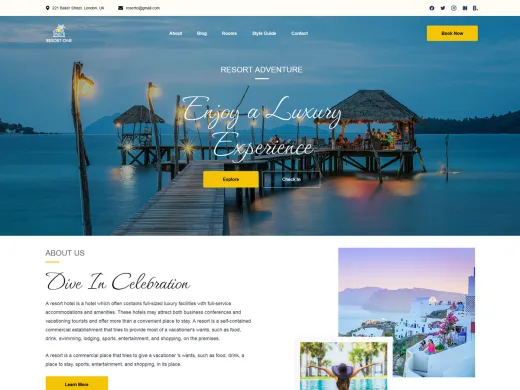 221 Baker Street, London, UK
resorto@gmail.com
RESORT-ONE
About
Blog
Rooms
Style Guide
Contact
Book Now
RESORT ADVENTURE
Enjoy a Luxury
Experience
Explore
Check In
ABOUT US
Dive In Celebration
A resort hotel is a hotel which often contains full-sized luxury facilities with full-service
accommodations and amenities. These hotels may attract both business conferences and
vacationing tourists and offer more than a convenient place to stay. A resort is a self-contained
commercial establishment that tries to provide most of a vacationer's wants, such as food,
drink, swimming, lodging, sports, entertainment, and shopping, on the premises.
A resort is a commercial place that tries to give a vacationer 's wants, such as food, drink, a
place to stay, sports, entertainment, and shopping, in its place.
Learn More